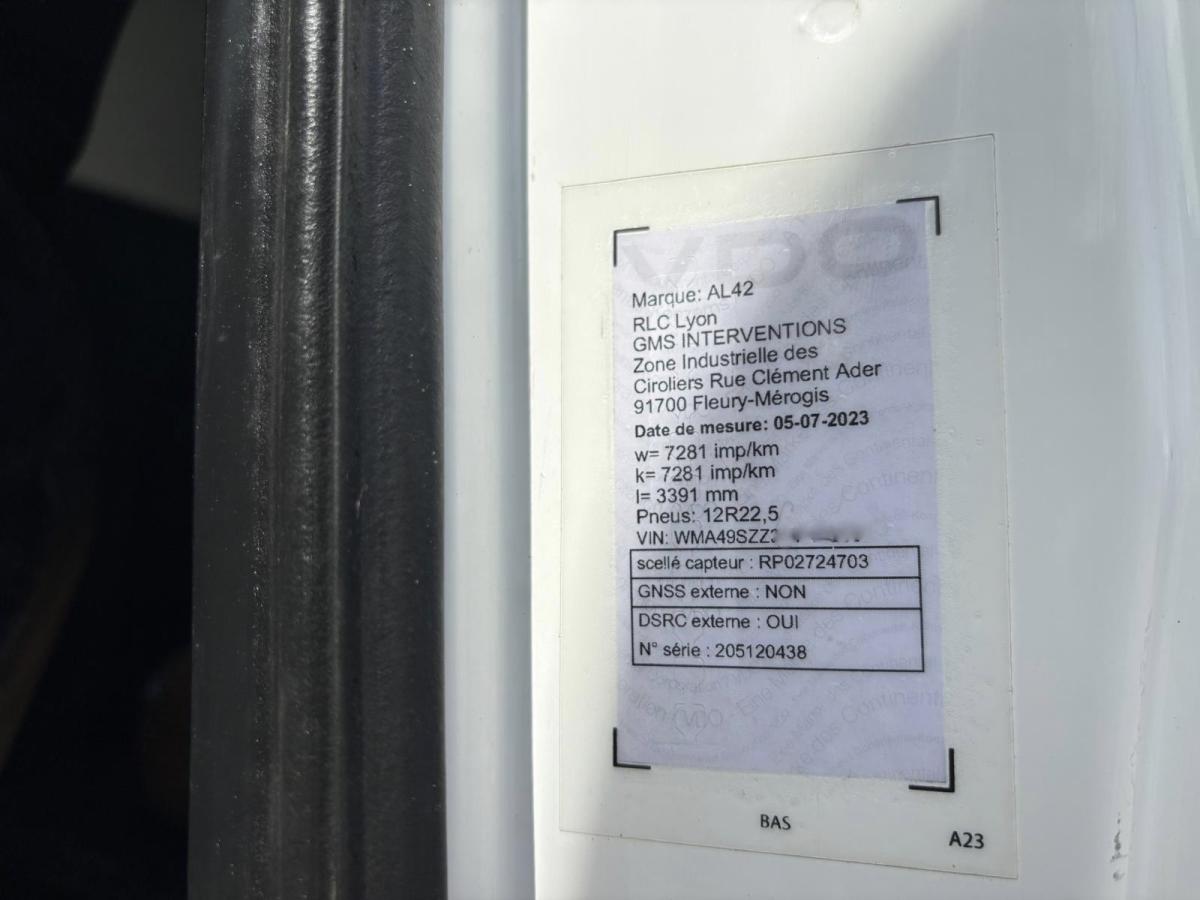 VDO
Marque: AL42
RLC Lyon
GMS INTERVENTIONS
Zone Industrielle des
Ciroliers Rue Clément Ader
91700 Fleury-Mérogis
Date de mesure: 05-07-2023
w= 7281 imp/km
k= 7281 imp/km
l= 3391 mm
Pneus: 12R22,5
VIN: WMA49SZZ
scellé capteur : RP02724703
GNSS externe : NON
DSRC externe : OUI
N° série : 205120438
BAS
A23